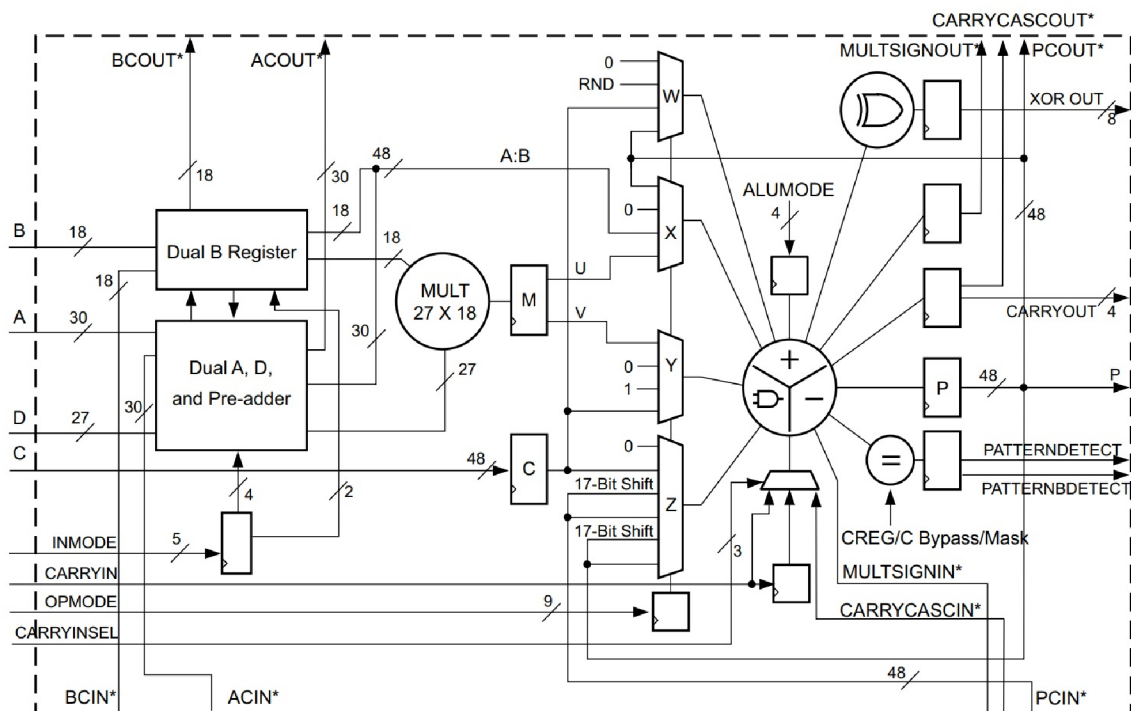 CARRYCASCOUT*
BCOUT* ACOUT* MULTSIGNOUT* PCOUT*
0
RND
W
XOR OUT
8
18 30 48 A:B
18
ALUMODE
4
48
0
X
B 18
Dual B Register
18
18
U
MULT
27 X 18
M
V
A 30
30
CARRYOUT 4
Dual A, D,
and Pre-adder
27
Y
0
1
+
−
P 48 P
30
D 27
C 48 C
0
17-Bit Shift
Z
17-Bit Shift
=
PATTERNDETECT
PATTERNBDETECT
4 2
CREG/C Bypass/Mask
INMODE 5
3
MULTSIGNIN*
CARRYIN
OPMODE 9
CARRYCASCIN*
CARRYINSEL
48
BCIN* ACIN* PCIN*
18